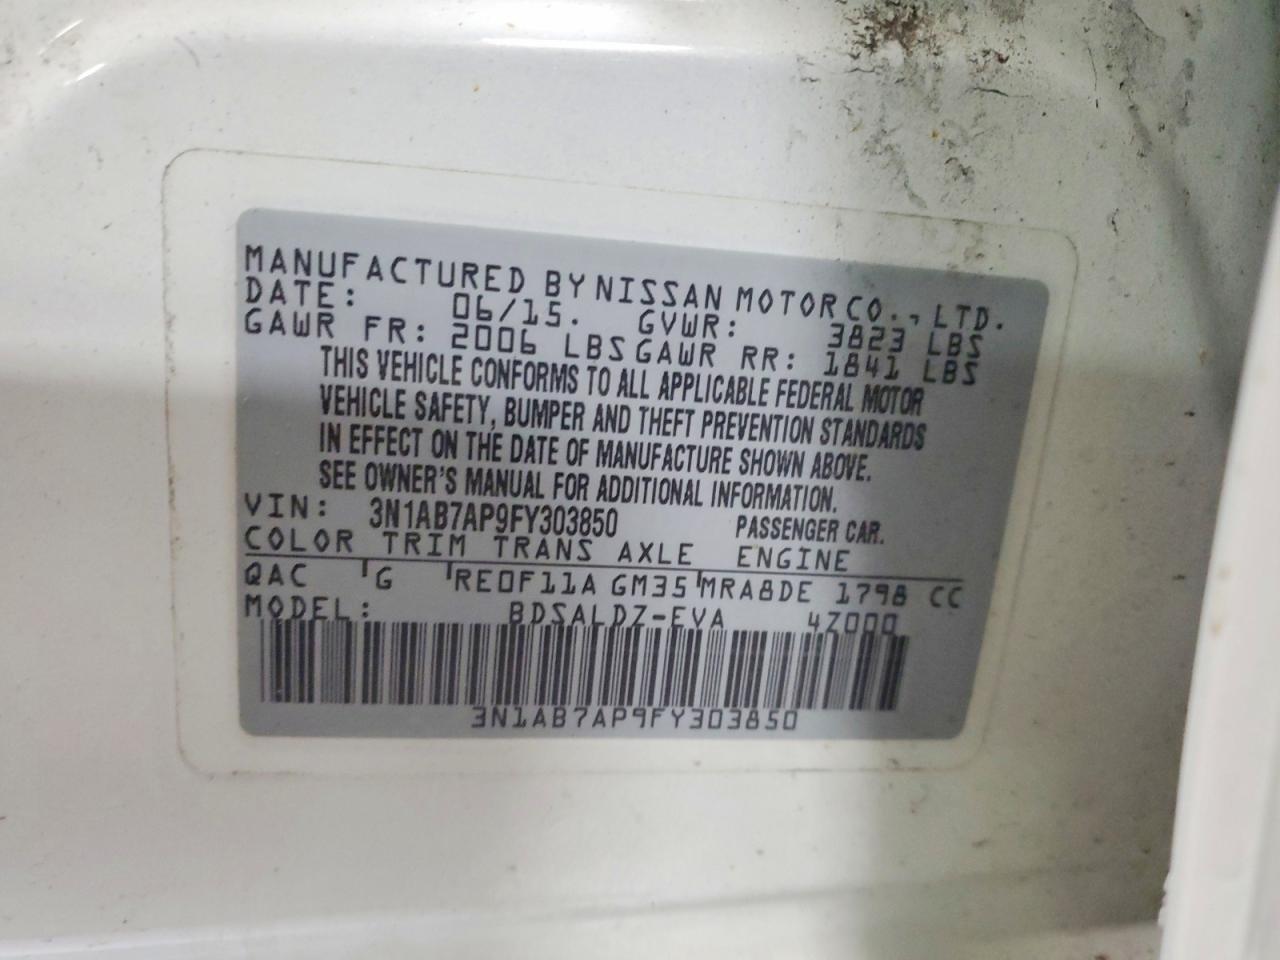 MANUFACTURED BY NISSAN MOTOR CO., LTD.
DATE: 06/15. GVWR: 3823 LBS
GAWR FR: 2006 LBS GAWR RR: 1841 LBS
THIS VEHICLE CONFORMS TO ALL APPLICABLE FEDERAL MOTOR
VEHICLE SAFETY, BUMPER AND THEFT PREVENTION STANDARDS
IN EFFECT ON THE DATE OF MANUFACTURE SHOWN ABOVE.
SEE OWNER'S MANUAL FOR ADDITIONAL INFORMATION.
VIN: 3N1AB7AP9FY303850 PASSENGER CAR.
COLOR TRIM TRANS AXLE ENGINE
QAC G RE0F11A GM35 MRA8DE 1798 CC
MODEL: BDSALDZ-EVA 4Z000
3N1AB7AP9FY303850